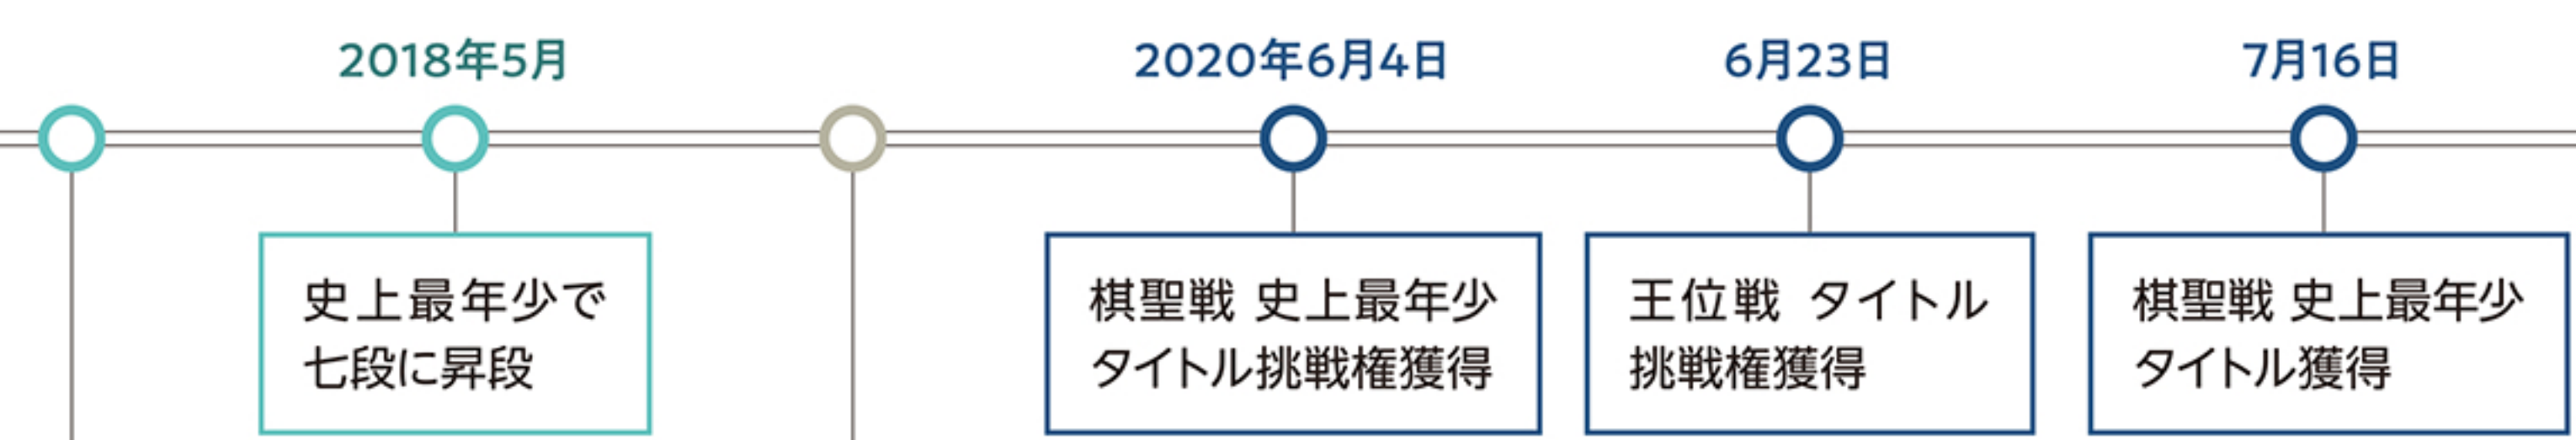 2018年5月
史上最年少で
七段に昇段
2020年6月4日
棋聖戦 史上最年少
タイトル挑戦権獲得
6月23日
王位戦 タイトル
挑戦権獲得
7月16日
棋聖戦 史上最年少
タイトル獲得